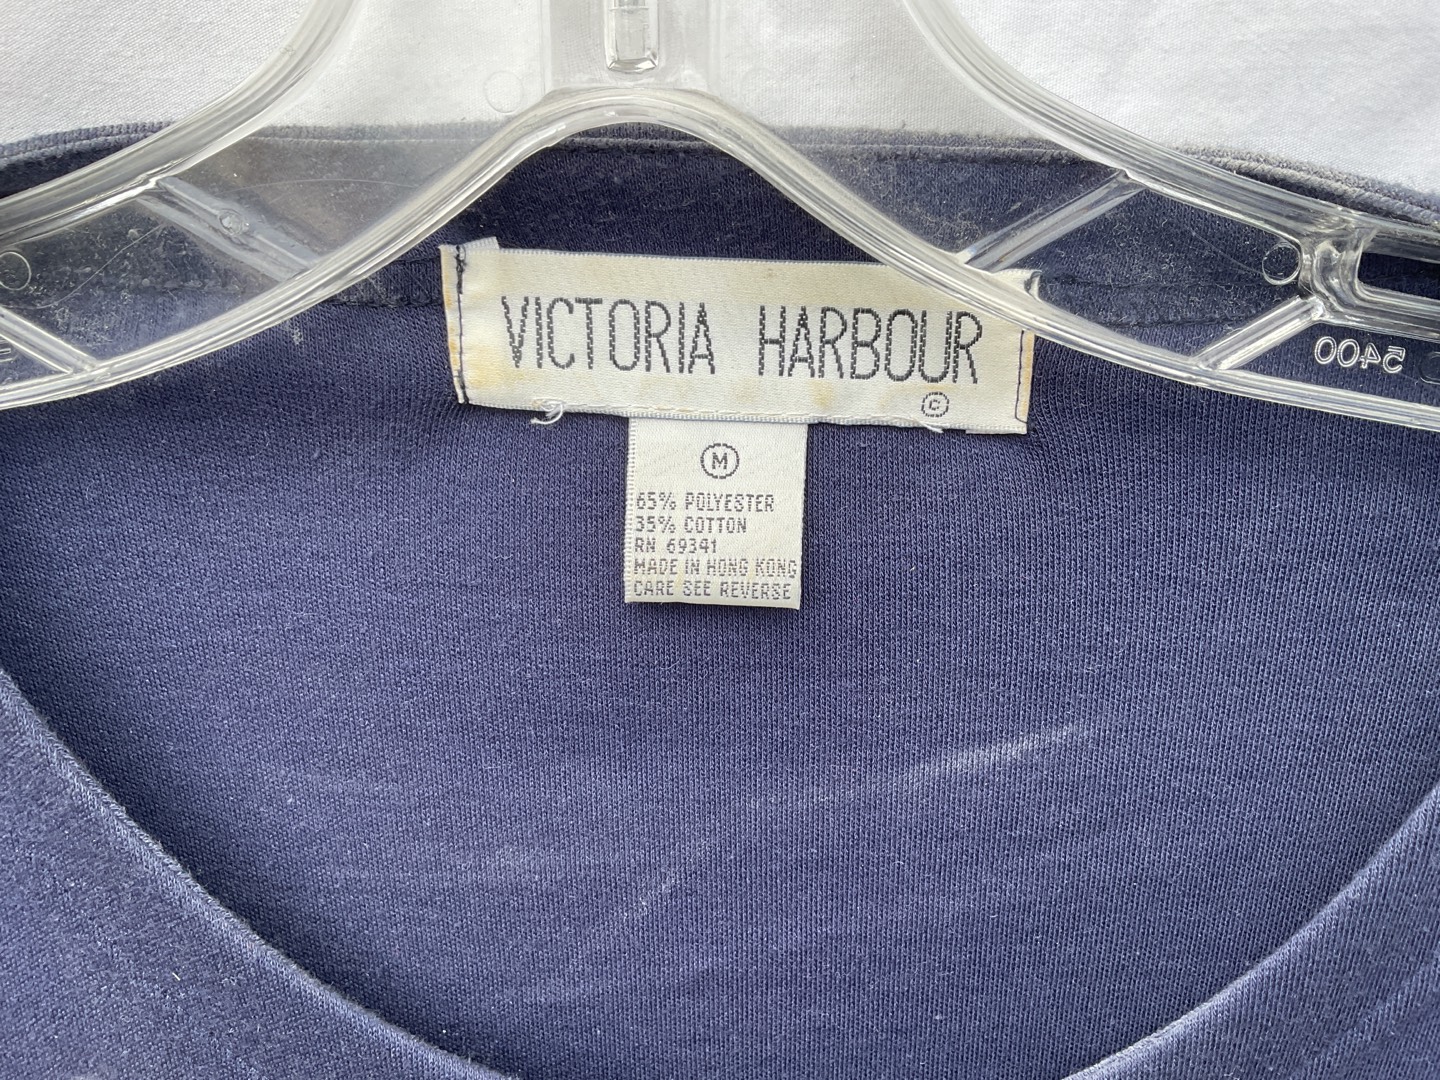 VICTORIA HARBOUR
©
M
65% POLYESTER
35% COTTON
RN 69341
MADE IN HONG KONG
CARE SEE REVERSE
5400